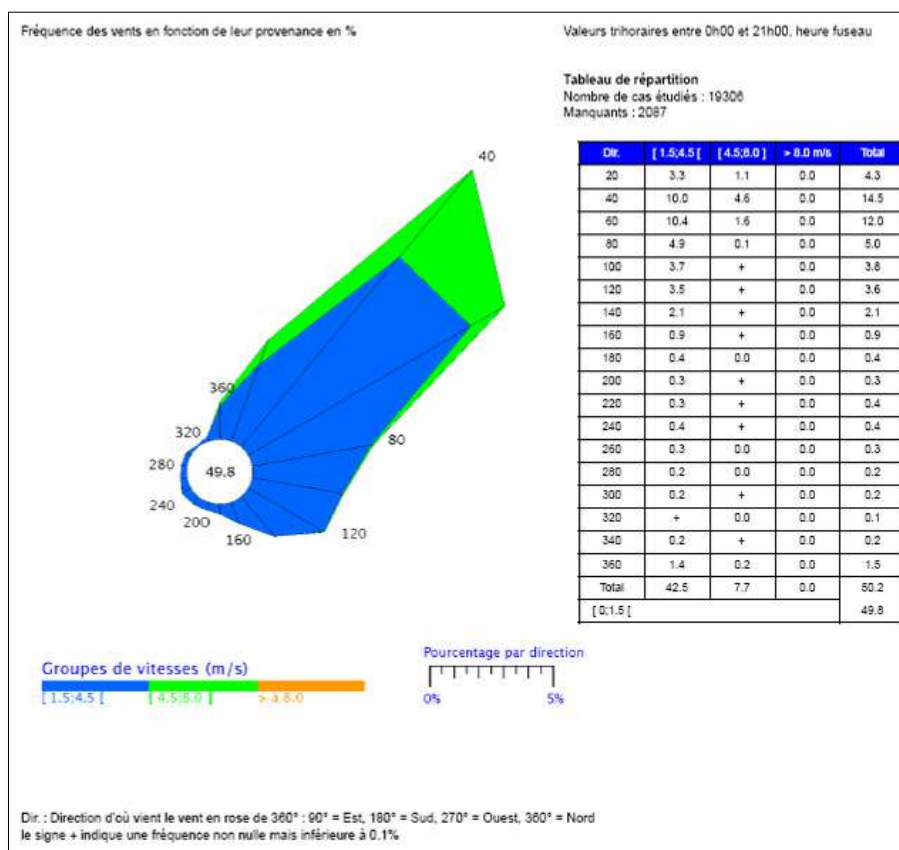 Fréquence des vents en fonction de leur provenance en %
Valeurs trihoraires entre 0h00 et 21h00, heure fuseau
Tableau de répartition
Nombre de cas étudiés : 19306
Manquants : 2087
Dir. [ 1.5;4.5 [ [ 4.5;8.0 ] > 8.0 m/s Total
20 3.3 1.1 0.0 4.3
40 10.0 4.6 0.0 14.5
60 10.4 1.6 0.0 12.0
80 4.9 0.1 0.0 5.0
100 3.7 + 0.0 3.8
120 3.5 + 0.0 3.6
140 2.1 + 0.0 2.1
160 0.9 + 0.0 0.9
180 0.4 0.0 0.0 0.4
200 0.3 + 0.0 0.3
220 0.3 + 0.0 0.4
240 0.4 + 0.0 0.4
260 0.3 0.0 0.0 0.3
280 0.2 0.0 0.0 0.2
300 0.2 + 0.0 0.2
320 + 0.0 0.0 0.1
340 0.2 + 0.0 0.2
360 1.4 0.2 0.0 1.5
Total 42.5 7.7 0.0 50.2
[ 0;1.5 [ 49.8
40
360
320
80
280
49.8
240
200
120
160
Groupes de vitesses (m/s)
[ 1.5;4.5 [ [ 4.5;8.0 ] > à 8.0
Pourcentage par direction
0% 5%
Dir. : Direction d'où vient le vent en rose de 360° : 90° = Est, 180° = Sud, 270° = Ouest, 360° = Nord
le signe + indique une fréquence non nulle mais inférieure à 0.1%